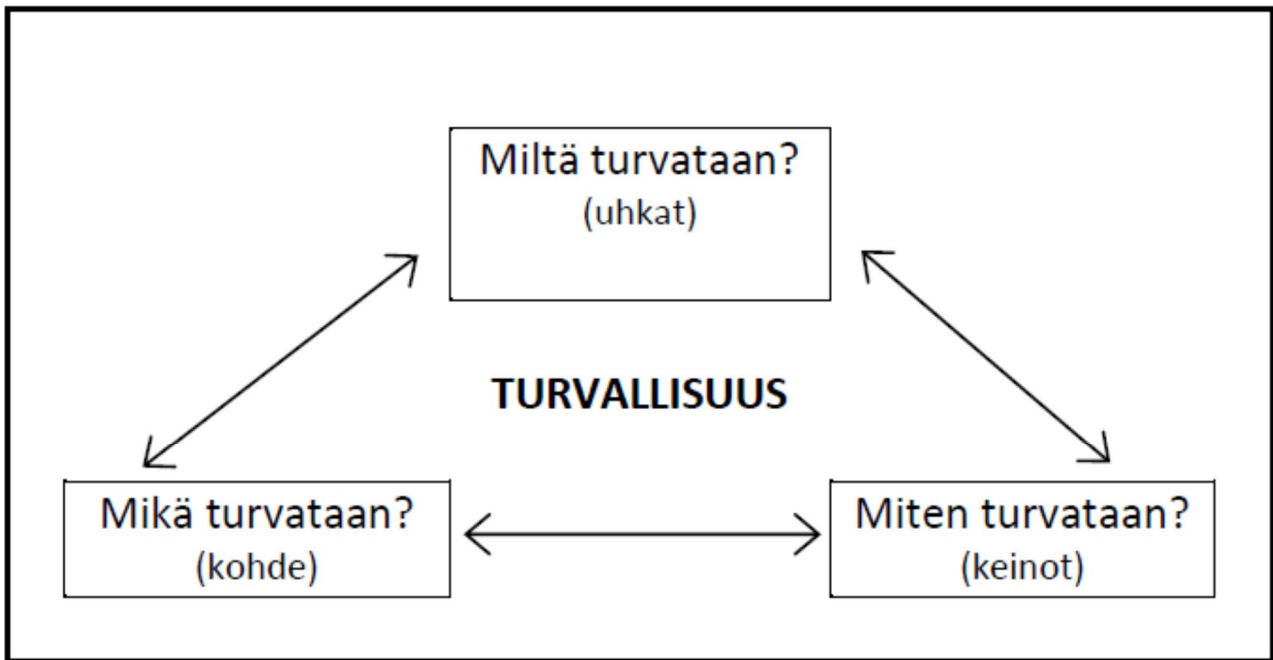 Miltä turvataan?
(uhkat)
TURVALLISUUS
Mikä turvataan?
(kohde)
Miten turvataan?
(keinot)